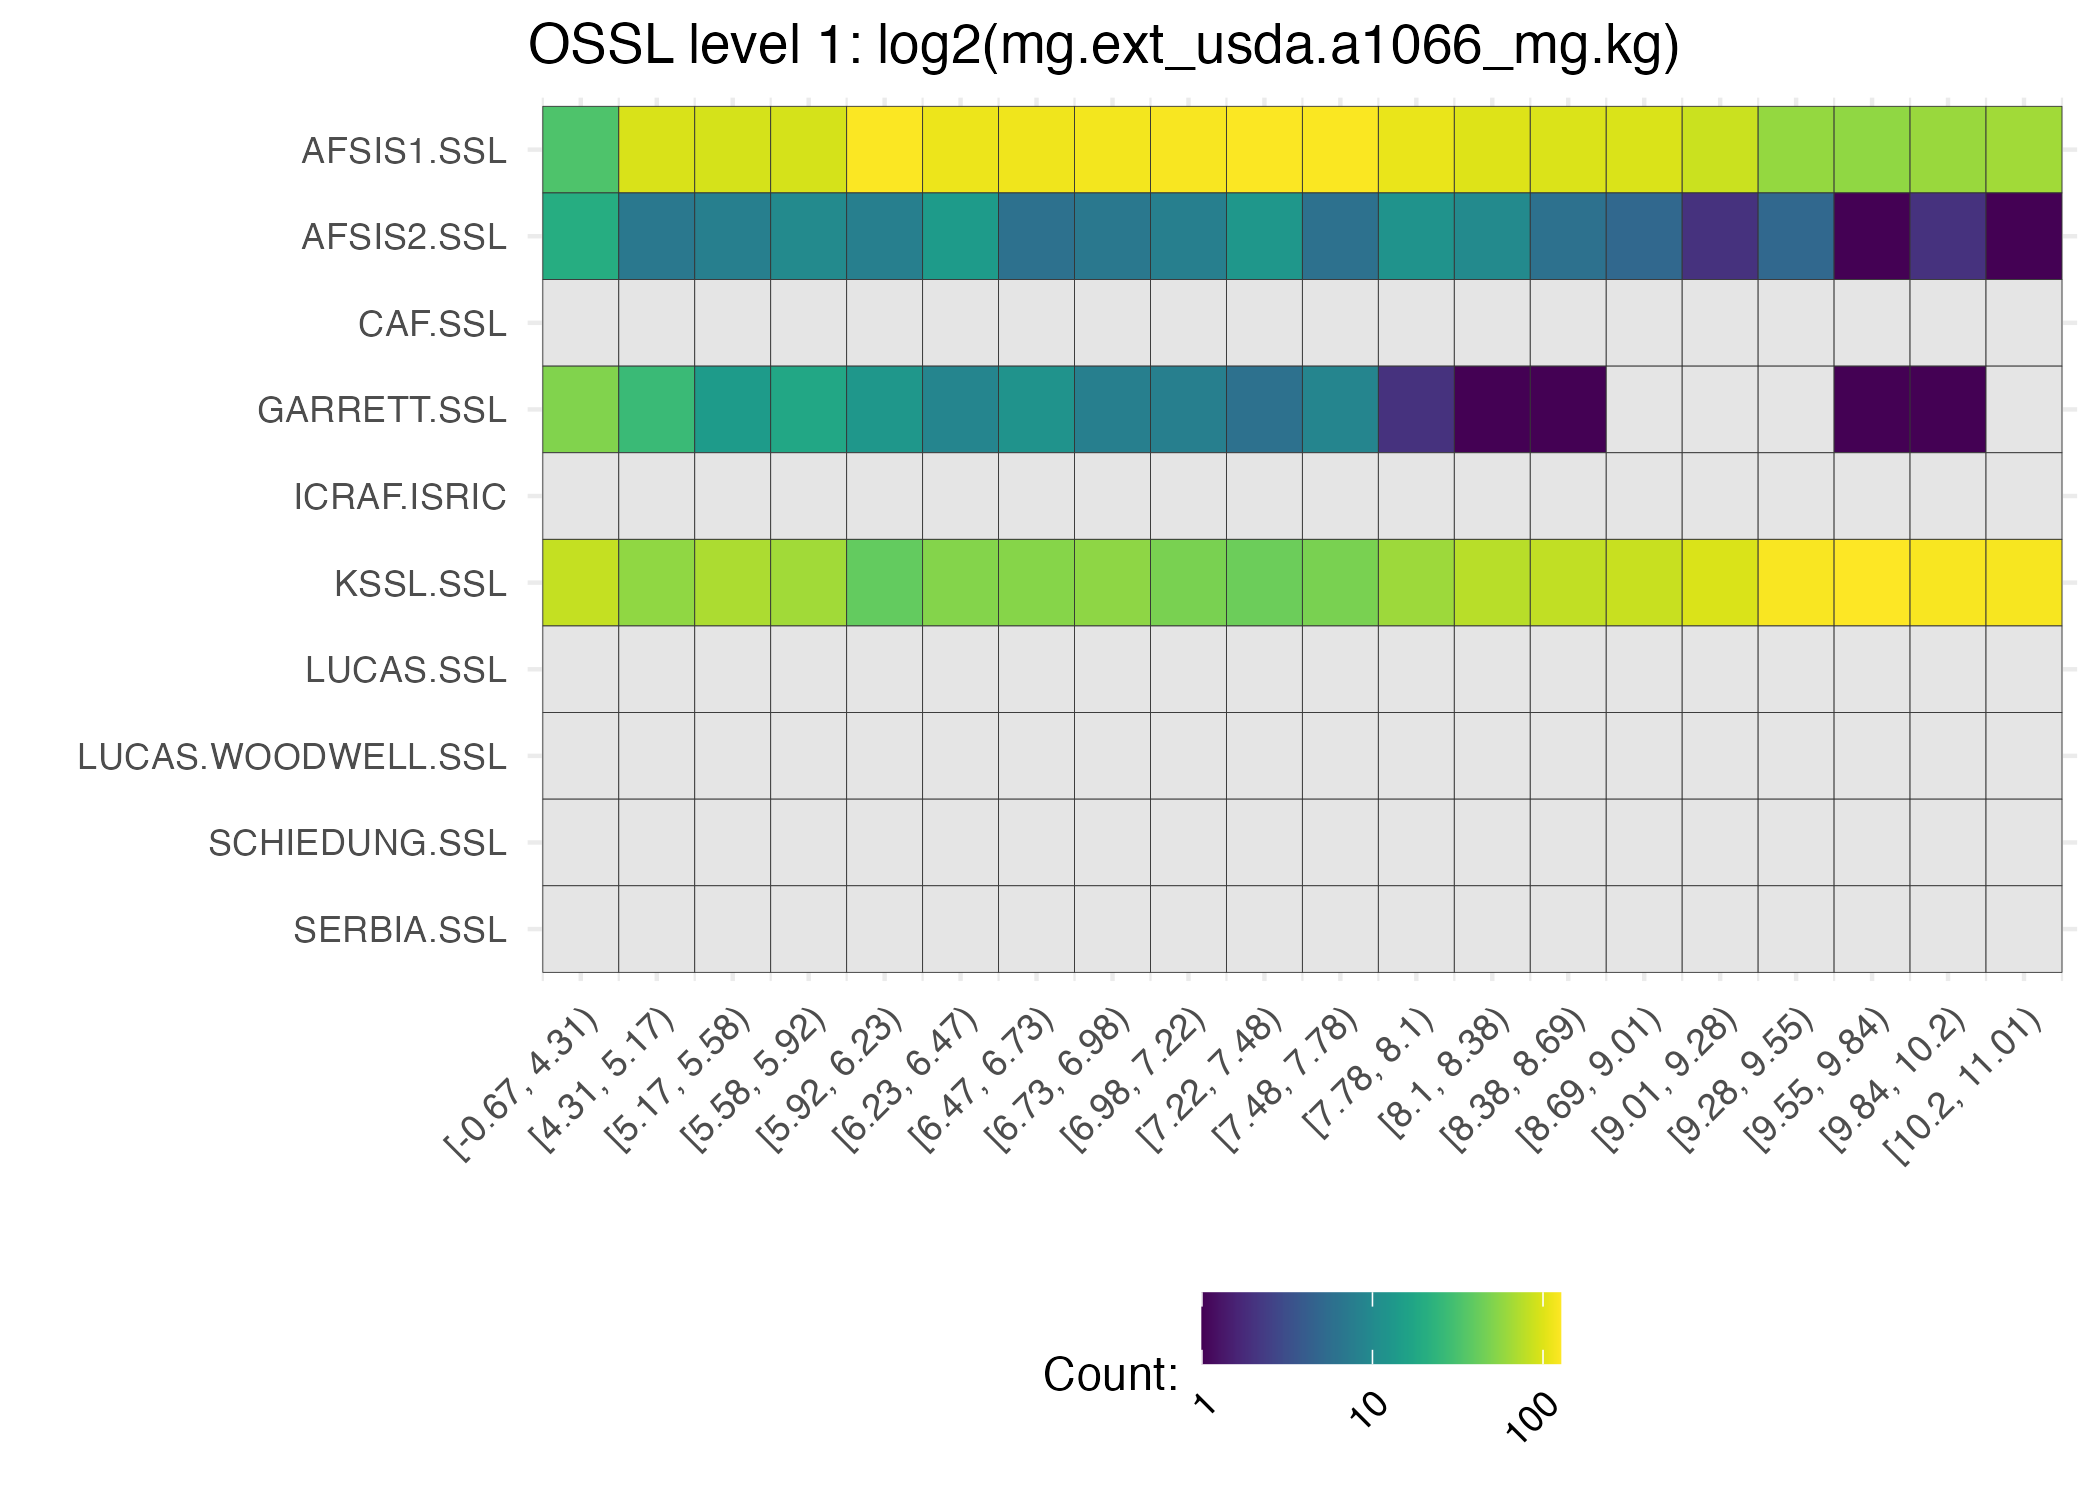 OSSL level 1: log2(mg.ext_usda.a1066_mg.kg)
AFSIS1.SSL
AFSIS2.SSL
CAF.SSL
GARRETT.SSL
ICRAF.ISRIC
KSSL.SSL
LUCAS.SSL
LUCAS.WOODWELL.SSL
SCHIEDUNG.SSL
SERBIA.SSL
[-0.67, 4.31)
[4.31, 5.17)
[5.17, 5.58)
[5.58, 5.92)
[5.92, 6.23)
[6.23, 6.47)
[6.47, 6.73)
[6.73, 6.98)
[6.98, 7.22)
[7.22, 7.48)
[7.48, 7.78)
[7.78, 8.1)
[8.1, 8.38)
[8.38, 8.69)
[8.69, 9.01)
[9.01, 9.28)
[9.28, 9.55)
[9.55, 9.84)
[9.84, 10.2)
[10.2, 11.01)
Count:
1
10
100